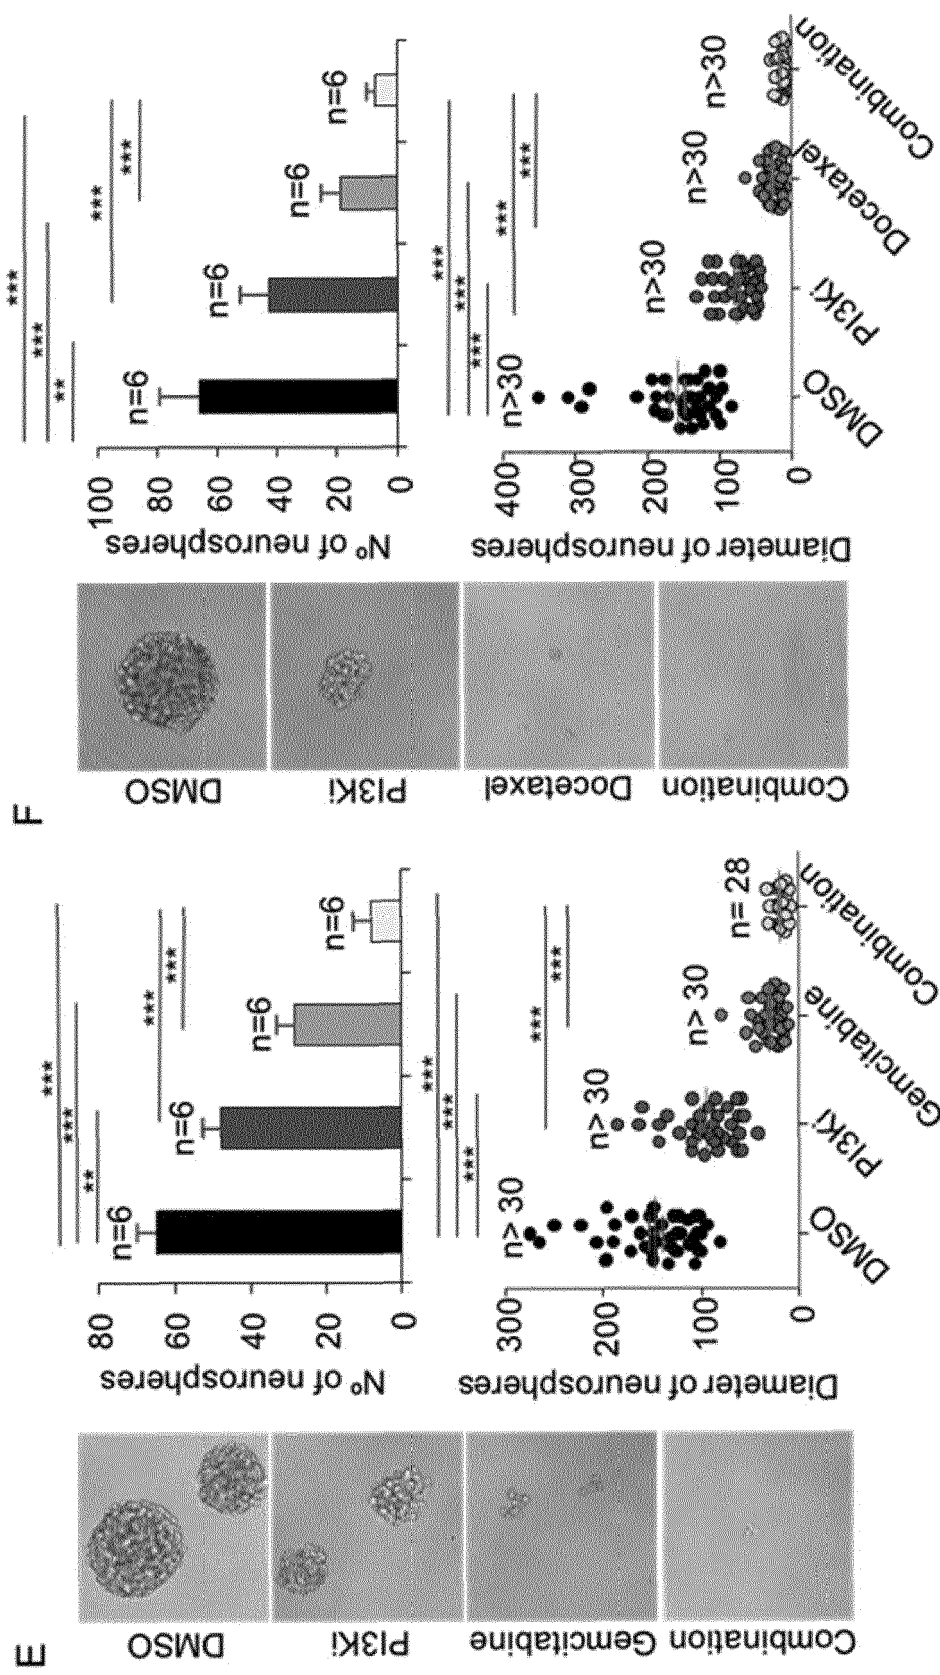 E
DMSO
PI3Ki
Gemcitabine
Combination
Nº of neurospheres
80
60
40
20
0
n=6
n=6
n=6
n=6
***
***
**
***
***
Diameter of neurospheres
300
200
100
0
n> 30
n> 30
n> 30
n= 28
***
***
***
***
***
DMSO
PI3Ki
Gemcitabine
Combination
F
DMSO
PI3Ki
Docetaxel
Combination
Nº of neurospheres
100
80
60
40
20
0
n=6
n=6
n=6
n=6
***
***
**
***
***
Diameter of neurospheres
400
300
200
100
0
n>30
n>30
n>30
n>30
***
***
***
***
***
DMSO
PI3Ki
Docetaxel
Combination